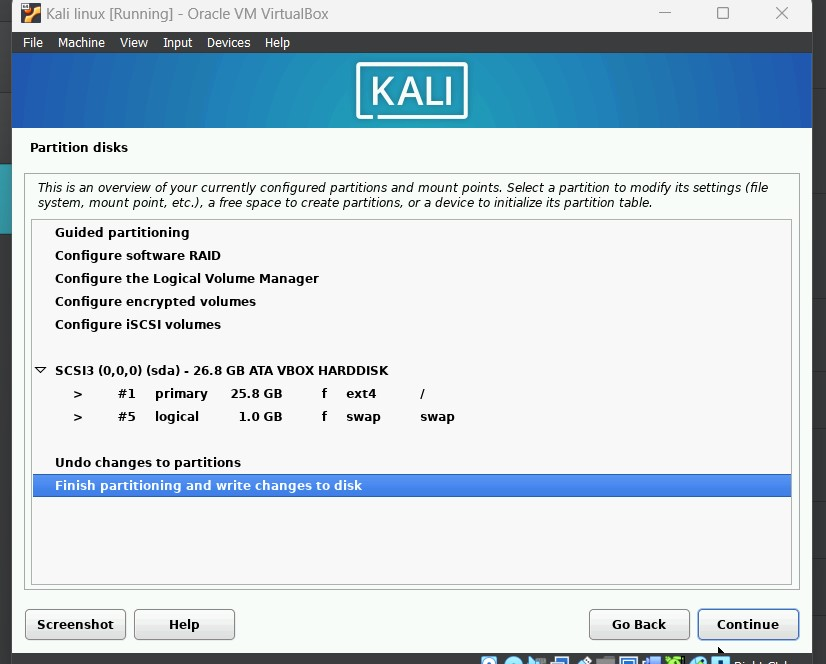 Kali linux [Running] - Oracle VM VirtualBox
File Machine View Input Devices Help
KALI
Partition disks
This is an overview of your currently configured partitions and mount points. Select a partition to modify its settings (file
system, mount point, etc.), a free space to create partitions, or a device to initialize its partition table.
Guided partitioning
Configure software RAID
Configure the Logical Volume Manager
Configure encrypted volumes
Configure iSCSI volumes
SCSI3 (0,0,0) (sda) - 26.8 GB ATA VBOX HARDDISK
> #1 primary 25.8 GB f ext4 /
> #5 logical 1.0 GB f swap swap
Undo changes to partitions
Finish partitioning and write changes to disk
Screenshot Help Go Back Continue